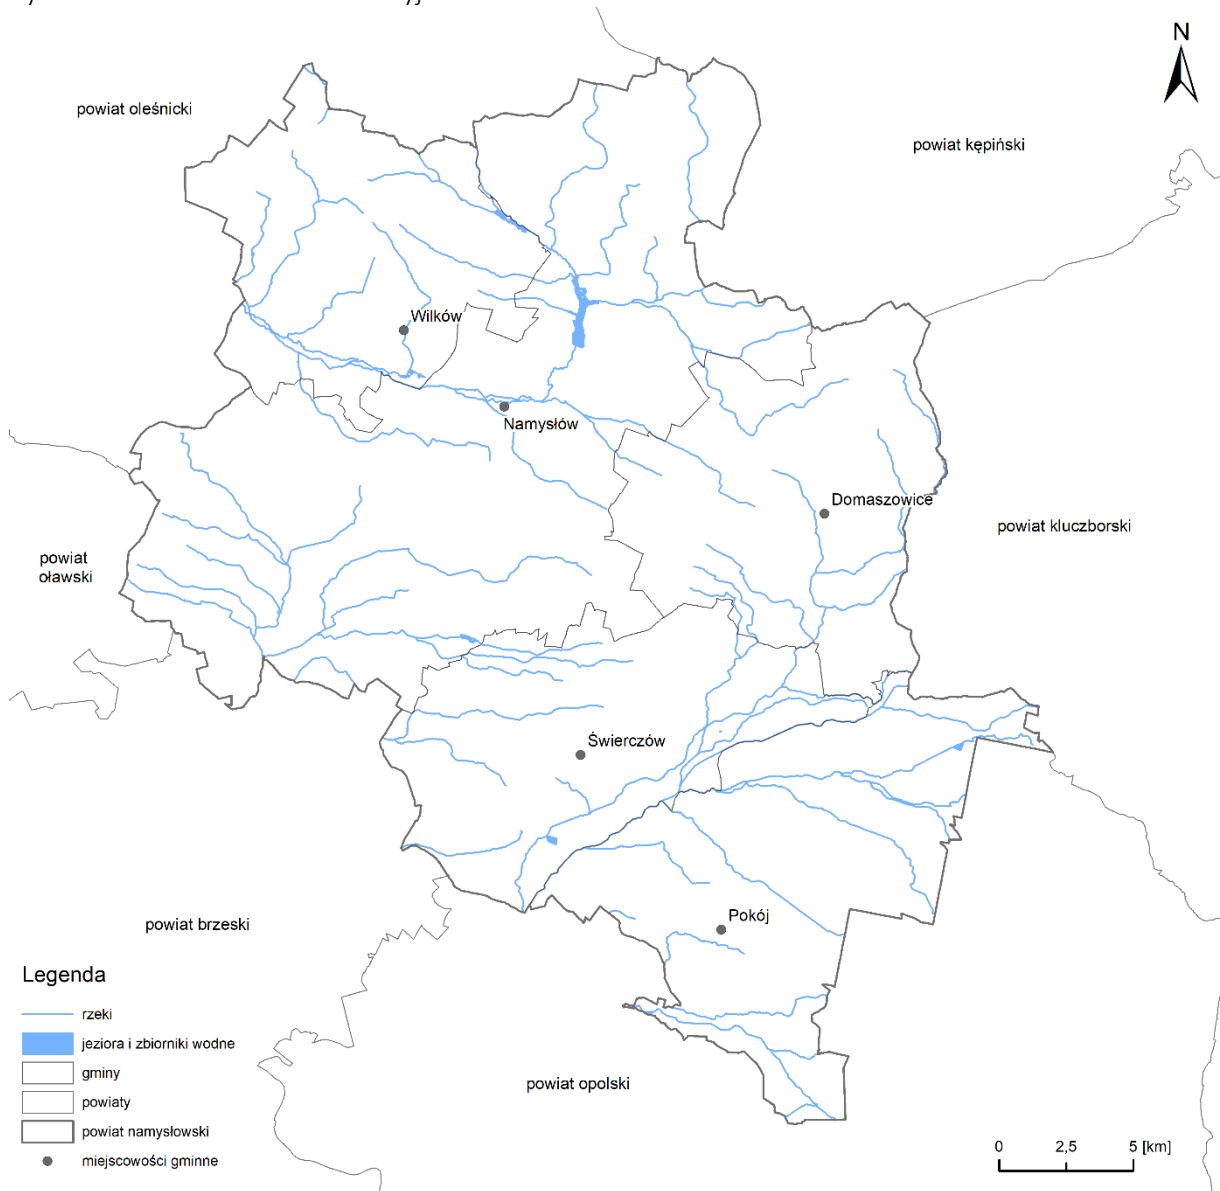 N
powiat oleśnicki
powiat kępiński
Wilków
Namysłów
Domaszowice
powiat kluczborski
powiat
oławski
Świerczów
Pokój
powiat brzeski
powiat opolski
Legenda
rzeki
jeziora i zbiorniki wodne
gminy
powiaty
powiat namysłowski
miejscowości gminne
0 2,5 5 [km]